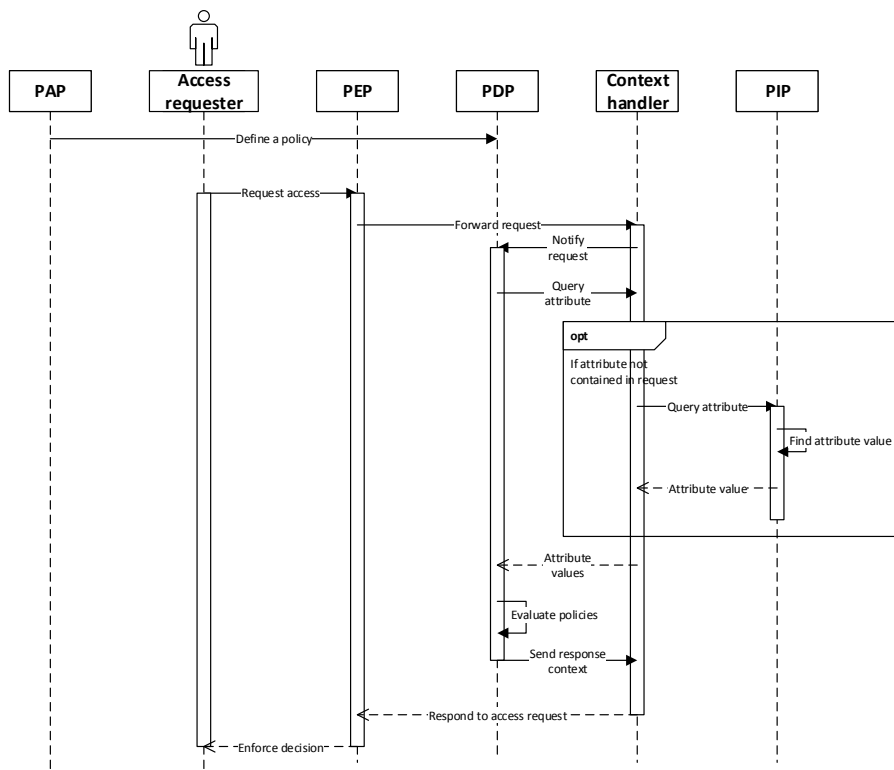 PAP
Access
requester
PEP
PDP
Context
handler
PIP
Define a policy
Request access
Forward request
Notify
request
Query
attribute
opt
If attribute not
contained in request
Query attribute
Find attribute value
Attribute value
Attribute
values
Evaluate policies
Send response
context
Respond to access request
Enforce decision